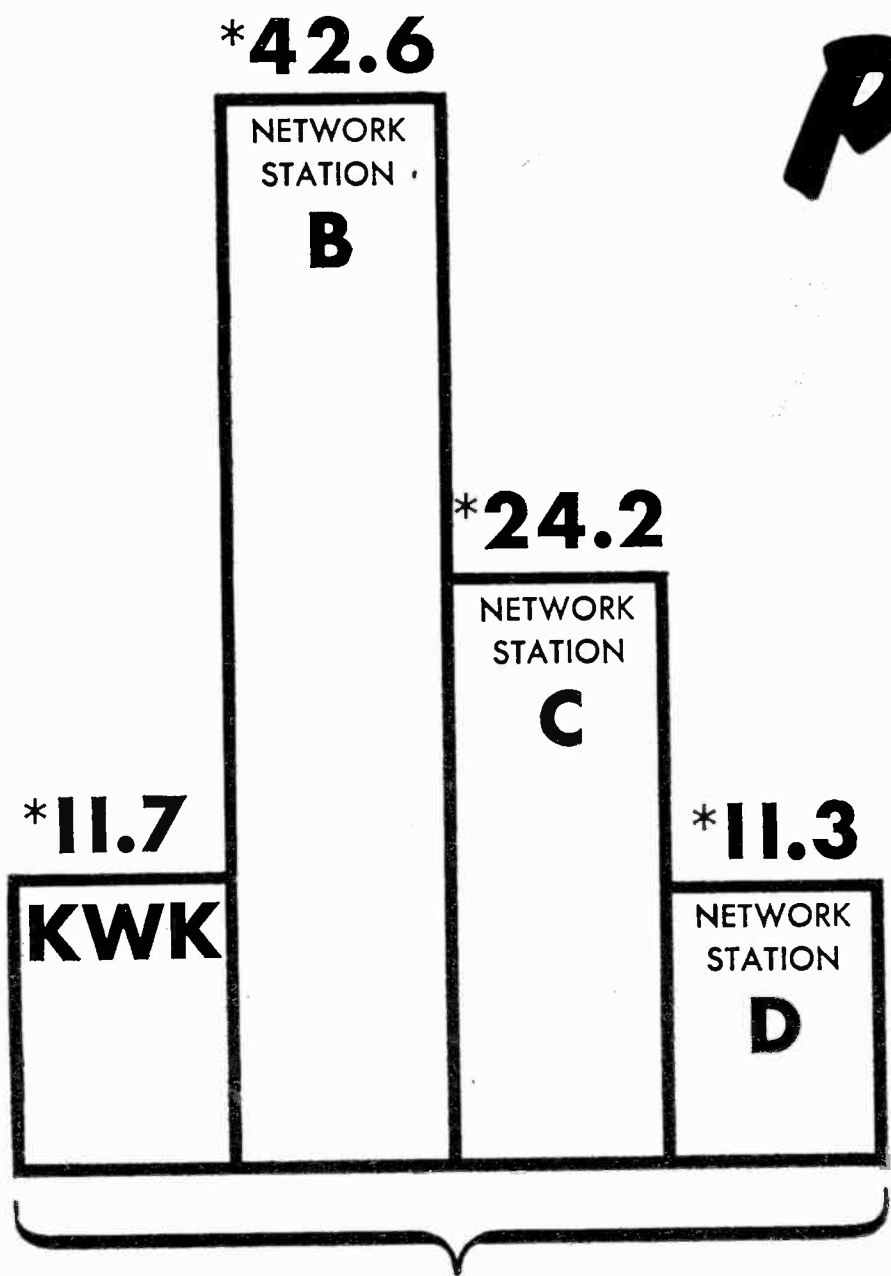 *42.6
NETWORK
STATION
B
*24.2
NETWORK
STATION
C
*11.7
KWK
*11.3
NETWORK
STATION
D